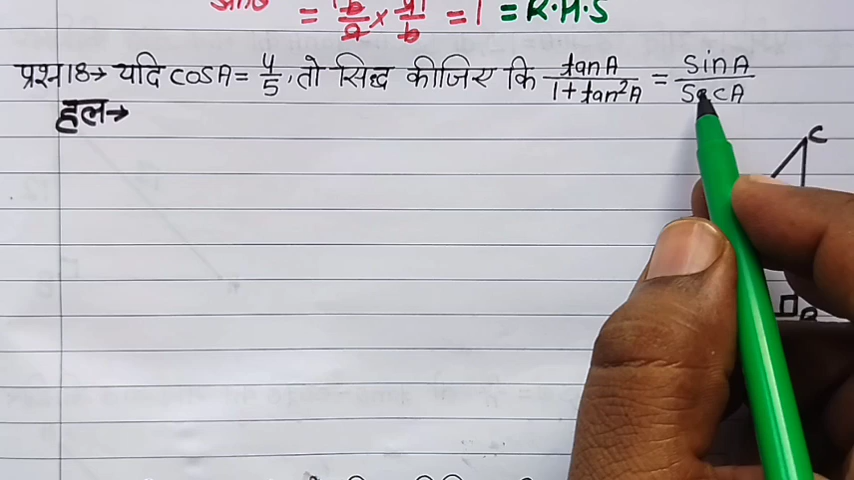 = b/a × a/b = 1 = R.H.S
प्रश्न 18→ यदि cosA = 4/5, तो सिद्ध कीजिए कि tanA/1+tan²A = sinA/SecA
हल→
C
B